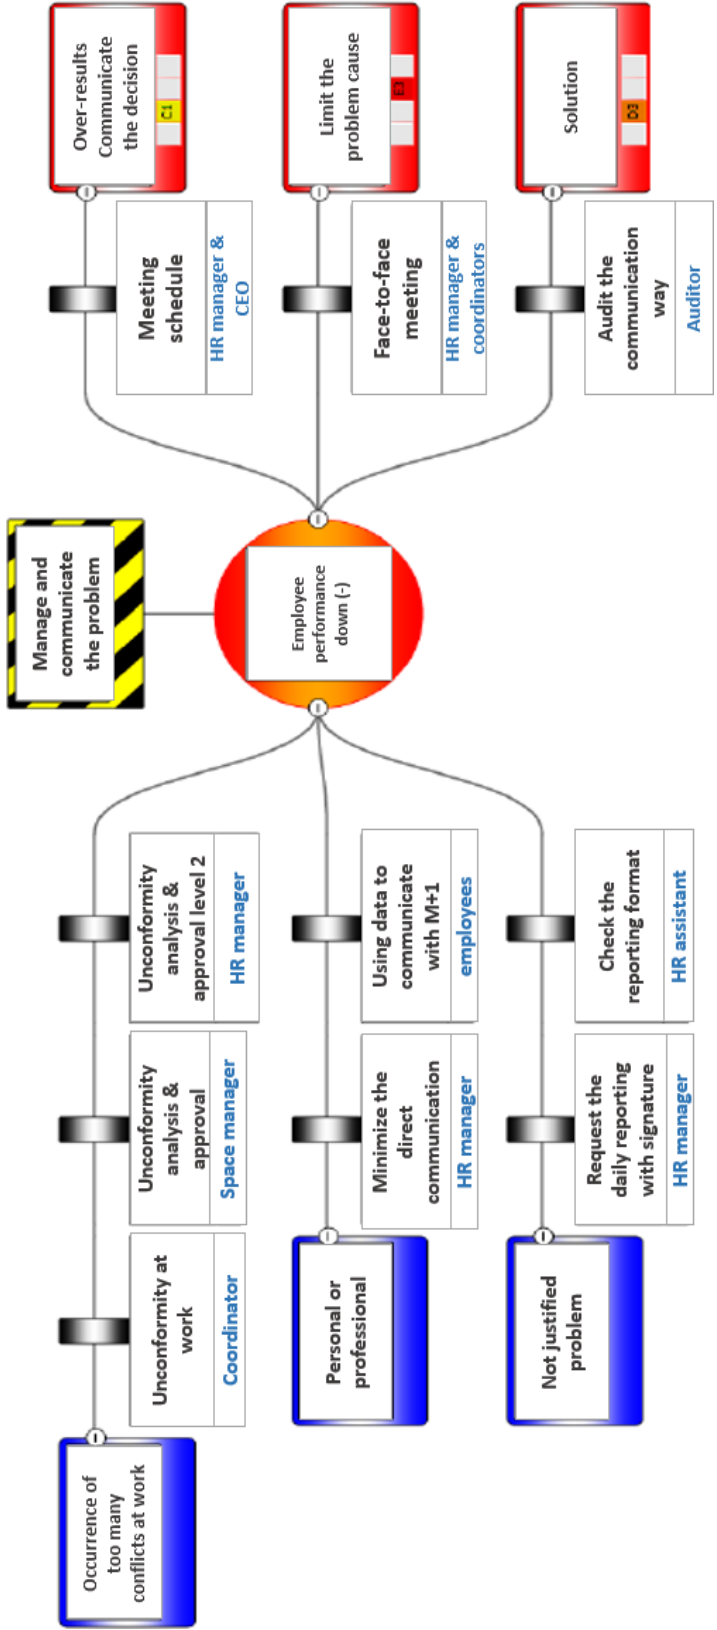 Manage and
communicate
the problem
Occurrence of
too many
conflicts at work
Unconformity at
work
Coordinator
Unconformity
analysis &
approval
Space manager
Unconformity
analysis &
approval level 2
HR manager
Personal or
professional
Minimize the
direct
communication
HR manager
Using data to
communicate
with M+1
employees
Not justified
problem
Request the
daily reporting
with signature
HR manager
Check the
reporting format
HR assistant
Employee
performance
down (-)
Meeting
schedule
HR manager &
CEO
Over-results
Communicate
the decision
C1
Face-to-face
meeting
HR manager &
coordinators
Limit the
problem cause
E3
Audit the
communication
way
Auditor
Solution
D3